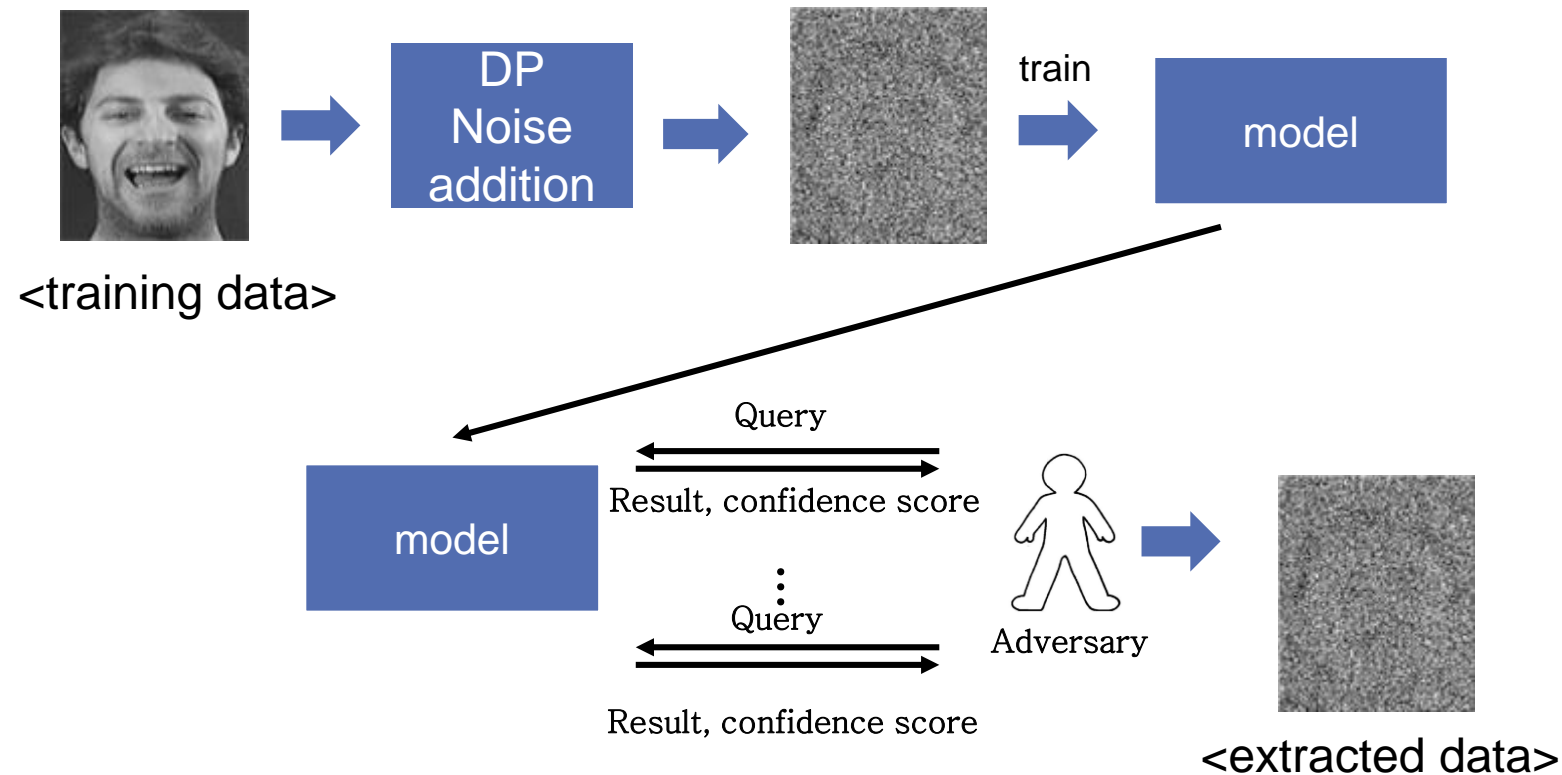 DP
Noise
addition
train
model
<training data>
Query
Result, confidence score
model
⋮
Query
Result, confidence score
Adversary
<extracted data>